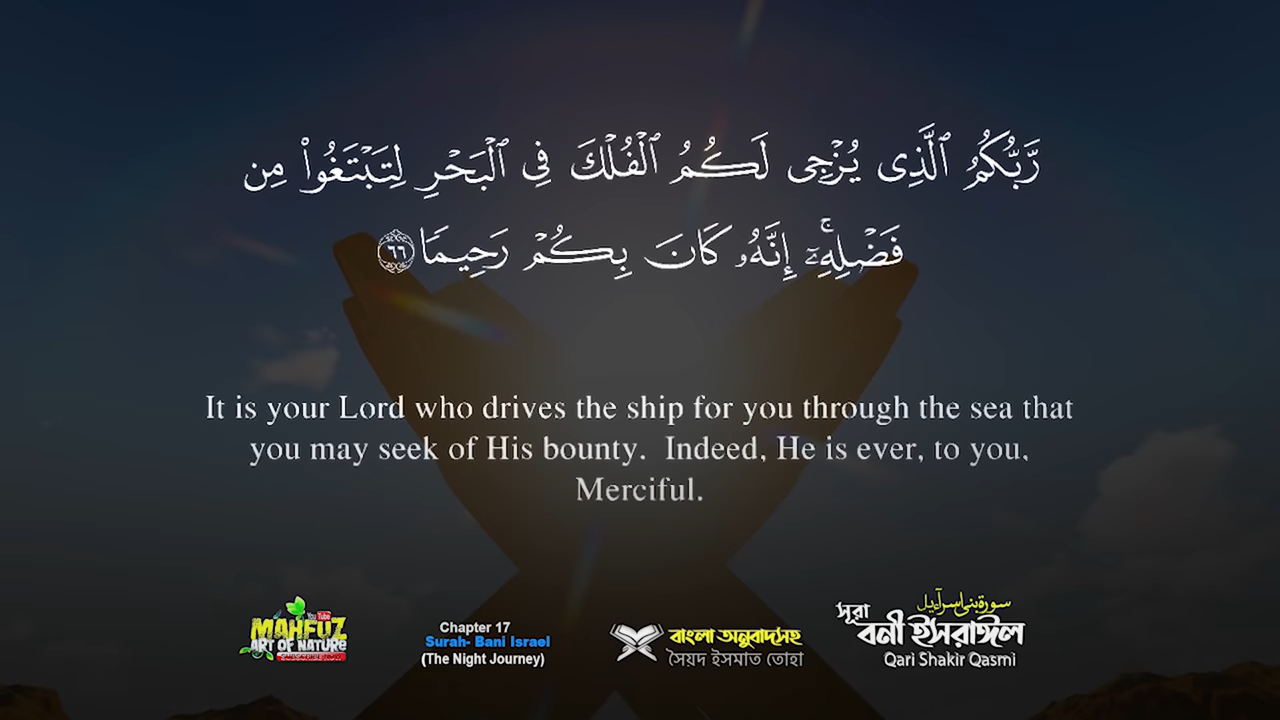 رَّبُّكُمُ ٱلَّذِى يُزْجِى لَكُمُ ٱلْفُلْكَ فِى ٱلْبَحْرِ لِتَبْتَغُوا۟ مِن
فَضْلِهِۦٓ ۚ إِنَّهُۥ كَانَ بِكُمْ رَحِيمًا ٦٦
It is your Lord who drives the ship for you through the sea that
you may seek of His bounty.  Indeed, He is ever, to you,
Merciful.
You Tube
MAHFUZ
ART OF NATURE
Chapter 17
Surah- Bani Israel
(The Night Journey)
বাংলা অনুবাদসহ
সৈয়দ ইসমাত তোহা
سورة بنی اسرآءیل
সূরা
বনী ইসরাঈল
Qari Shakir Qasmi